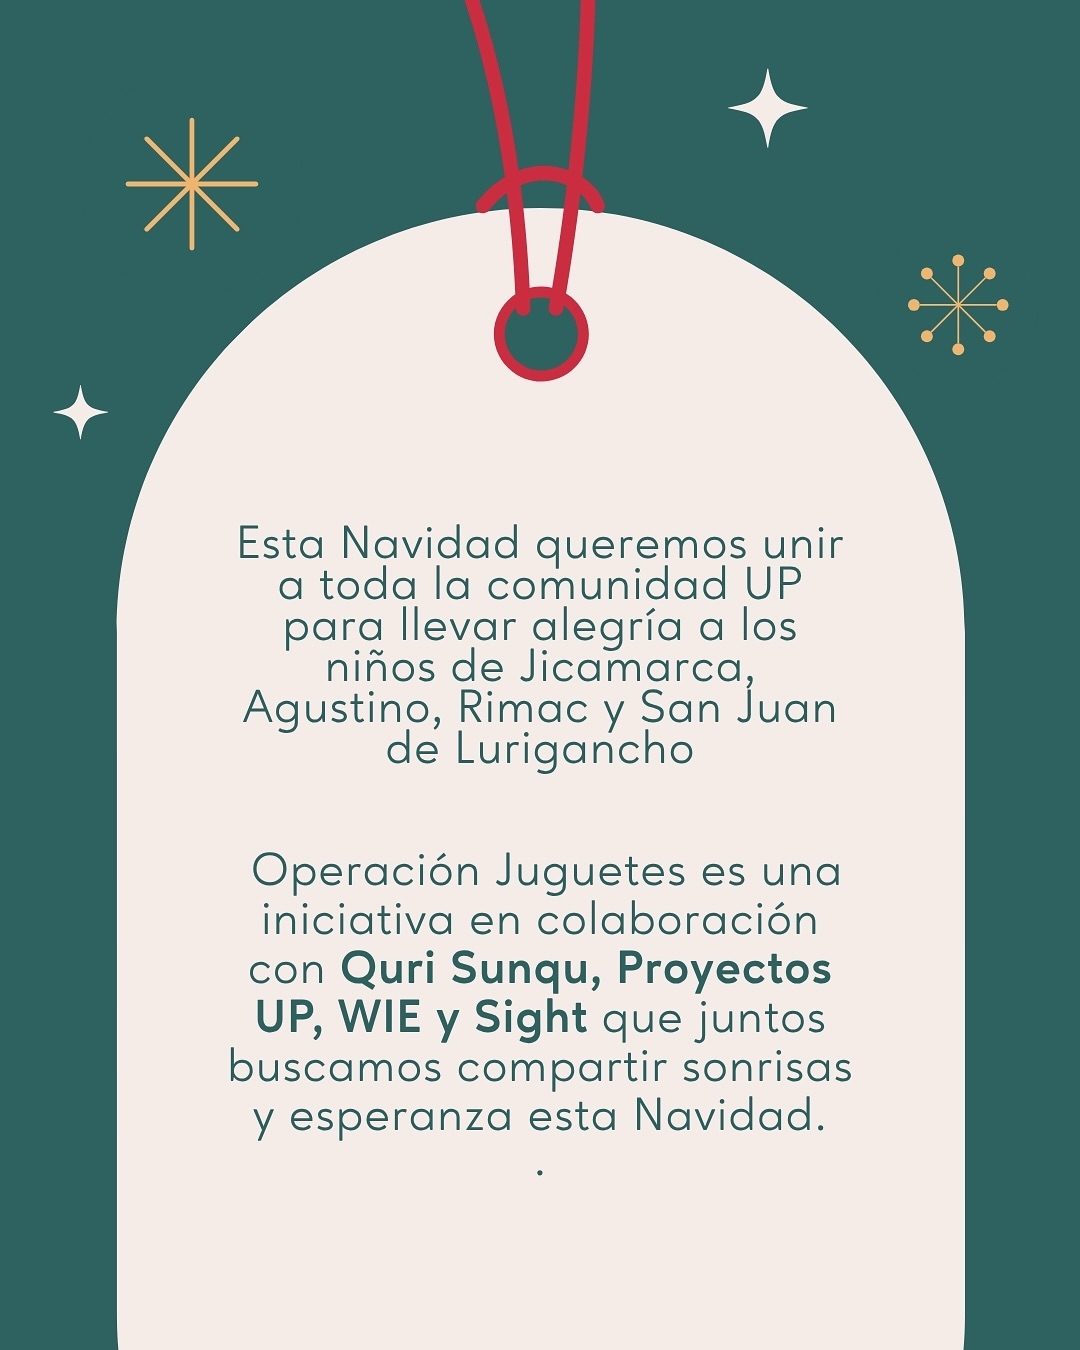 Esta Navidad queremos unir
a toda la comunidad UP
para llevar alegría a los
niños de Jicamarca,
Agustino, Rimac y San Juan
de Lurigancho
Operación Juguetes es una
iniciativa en colaboración
con Quri Sunqu, Proyectos
UP, WIE y Sight que juntos
buscamos compartir sonrisas
y esperanza esta Navidad.
.